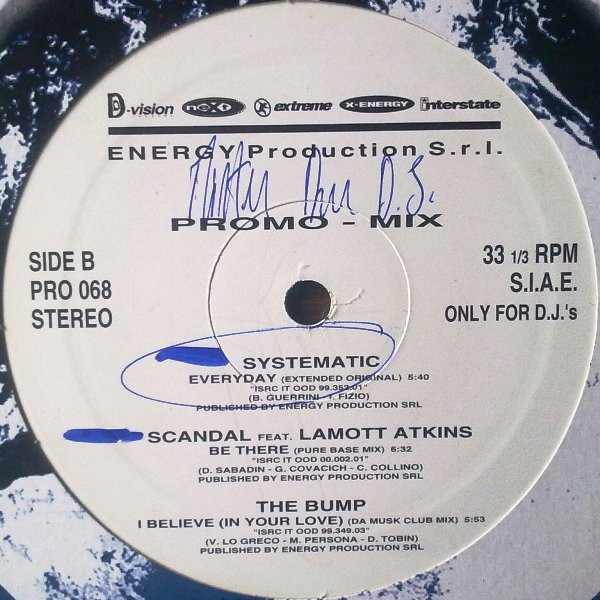 D-vision next extreme X-ENERGY interstate
ENERGY Production S.r.l.
D.J.
PROMO - MIX
SIDE B
PRO 068
STEREO
33 1/3 RPM
S.I.A.E.
ONLY FOR D.J.'s
SYSTEMATIC
EVERYDAY (EXTENDED ORIGINAL) 5:40
"ISRC IT OOD 99.352.01"
(B. GUERRINI - F. FIZIO)
PUBLISHED BY ENERGY PRODUCTION SRL
SCANDAL FEAT. LAMOTT ATKINS
BE THERE (PURE BASE MIX) 6:32
"ISRC IT OOD 00.002.01"
(D. SABADIN - G. COVACICH - C. COLLINO)
PUBLISHED BY ENERGY PRODUCTION SRL
THE BUMP
I BELIEVE (IN YOUR LOVE) (DA MUSK CLUB MIX) 5:53
"ISRC IT OOD 99.349.03"
(V. LO GRECO - M. PERSONA - D. TOBIN)
PUBLISHED BY ENERGY PRODUCTION SRL